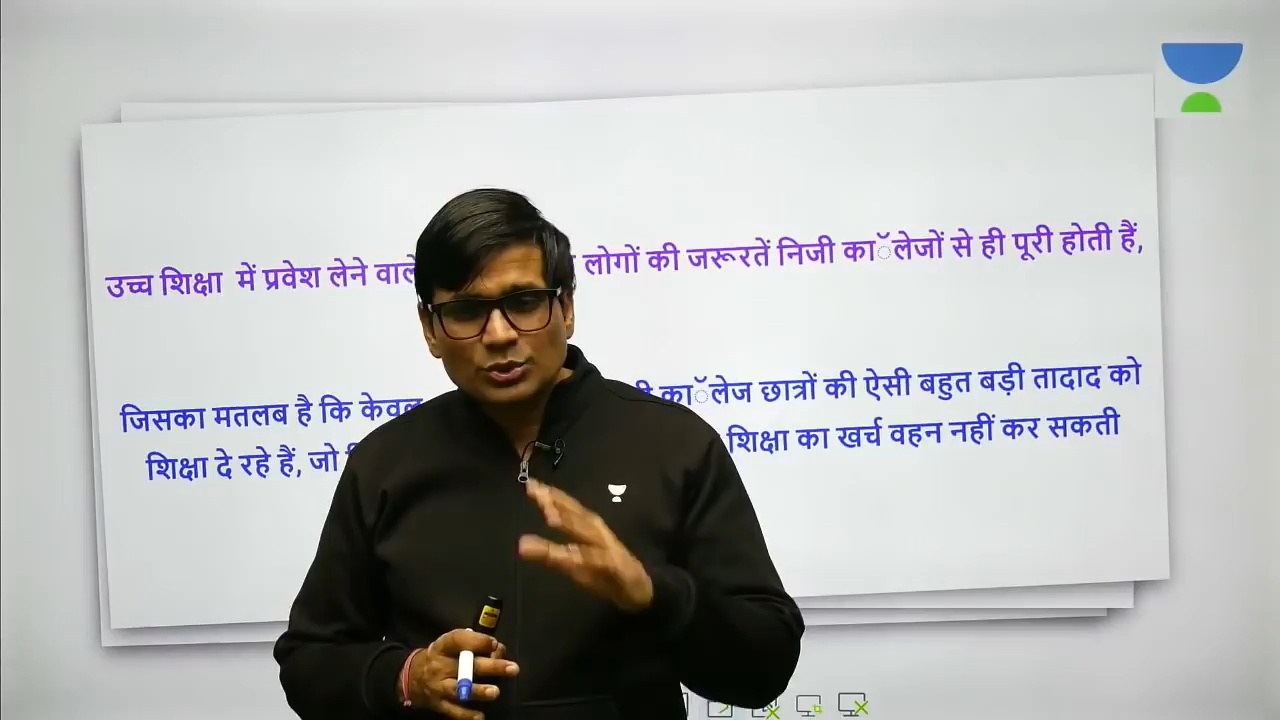 उच्च शिक्षा में प्रवेश लेने वाले लोगों की जरूरतें निजी काॅलेजों से ही पूरी होती हैं,
जिसका मतलब है कि केवल काॅलेज छात्रों की ऐसी बहुत बड़ी तादाद को
शिक्षा दे रहे हैं, जो शिक्षा का खर्च वहन नहीं कर सकती